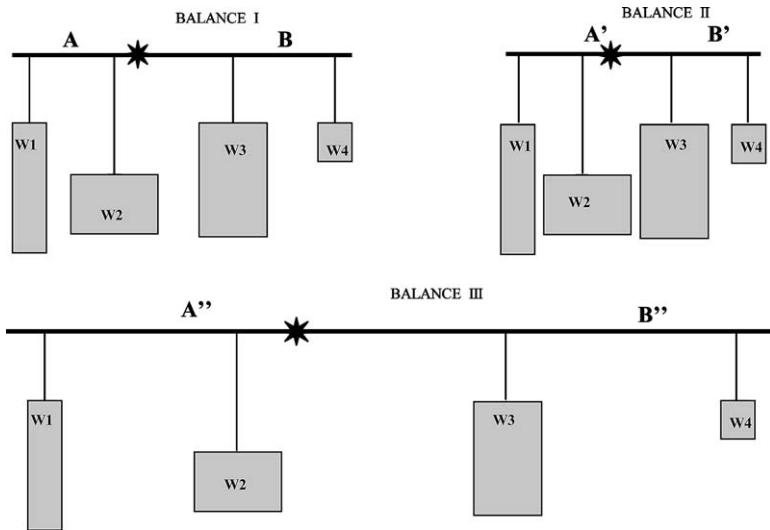 BALANCE I
A B
W1
W2
W3
W4
BALANCE II
A’ B’
W1
W2
W3
W4
BALANCE III
A’’ B’’
W1
W2
W3
W4